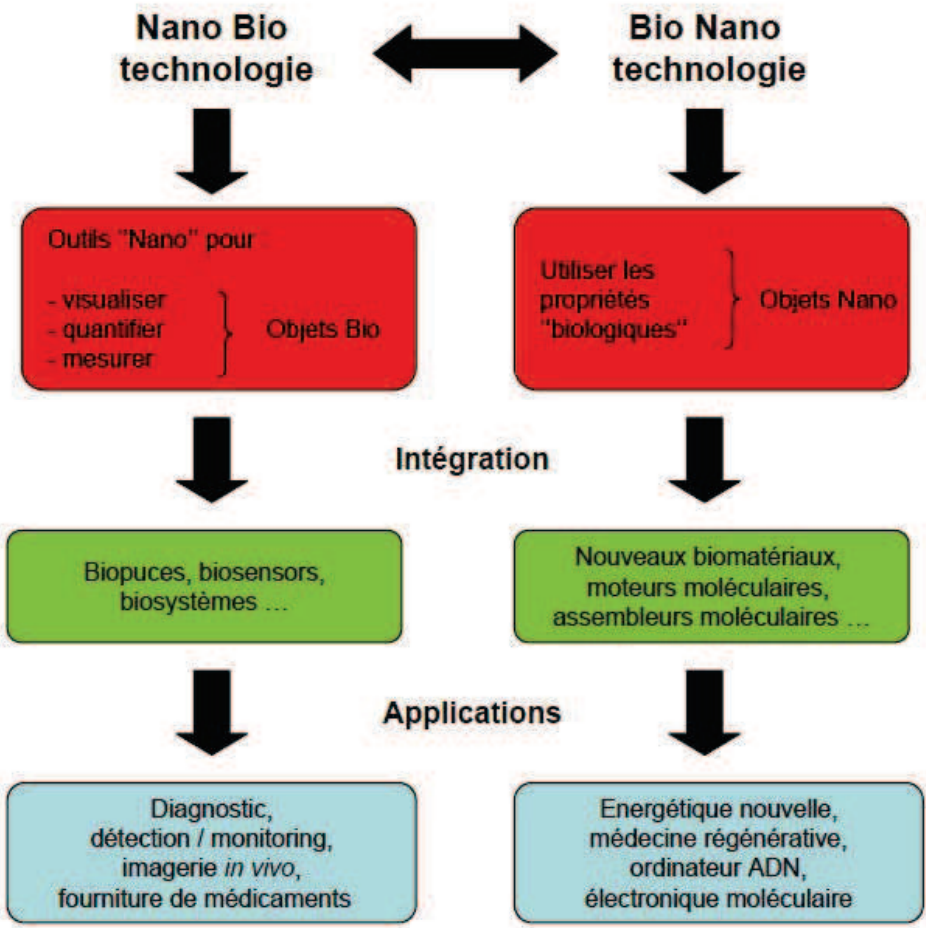 Nano Bio
technologie
Bio Nano
technologie
Outils "Nano" pour
- visualiser
- quantifier
- mesurer
Objets Bio
Utiliser les
propriétés
"biologiques"
Objets Nano
Intégration
Biopuces, biosensors,
biosystèmes ...
Nouveaux biomatériaux,
moteurs moléculaires,
assembleurs moléculaires ...
Applications
Diagnostic,
détection / monitoring,
imagerie in vivo,
fourniture de médicaments
Energétique nouvelle,
médecine régénérative,
ordinateur ADN,
électronique moléculaire